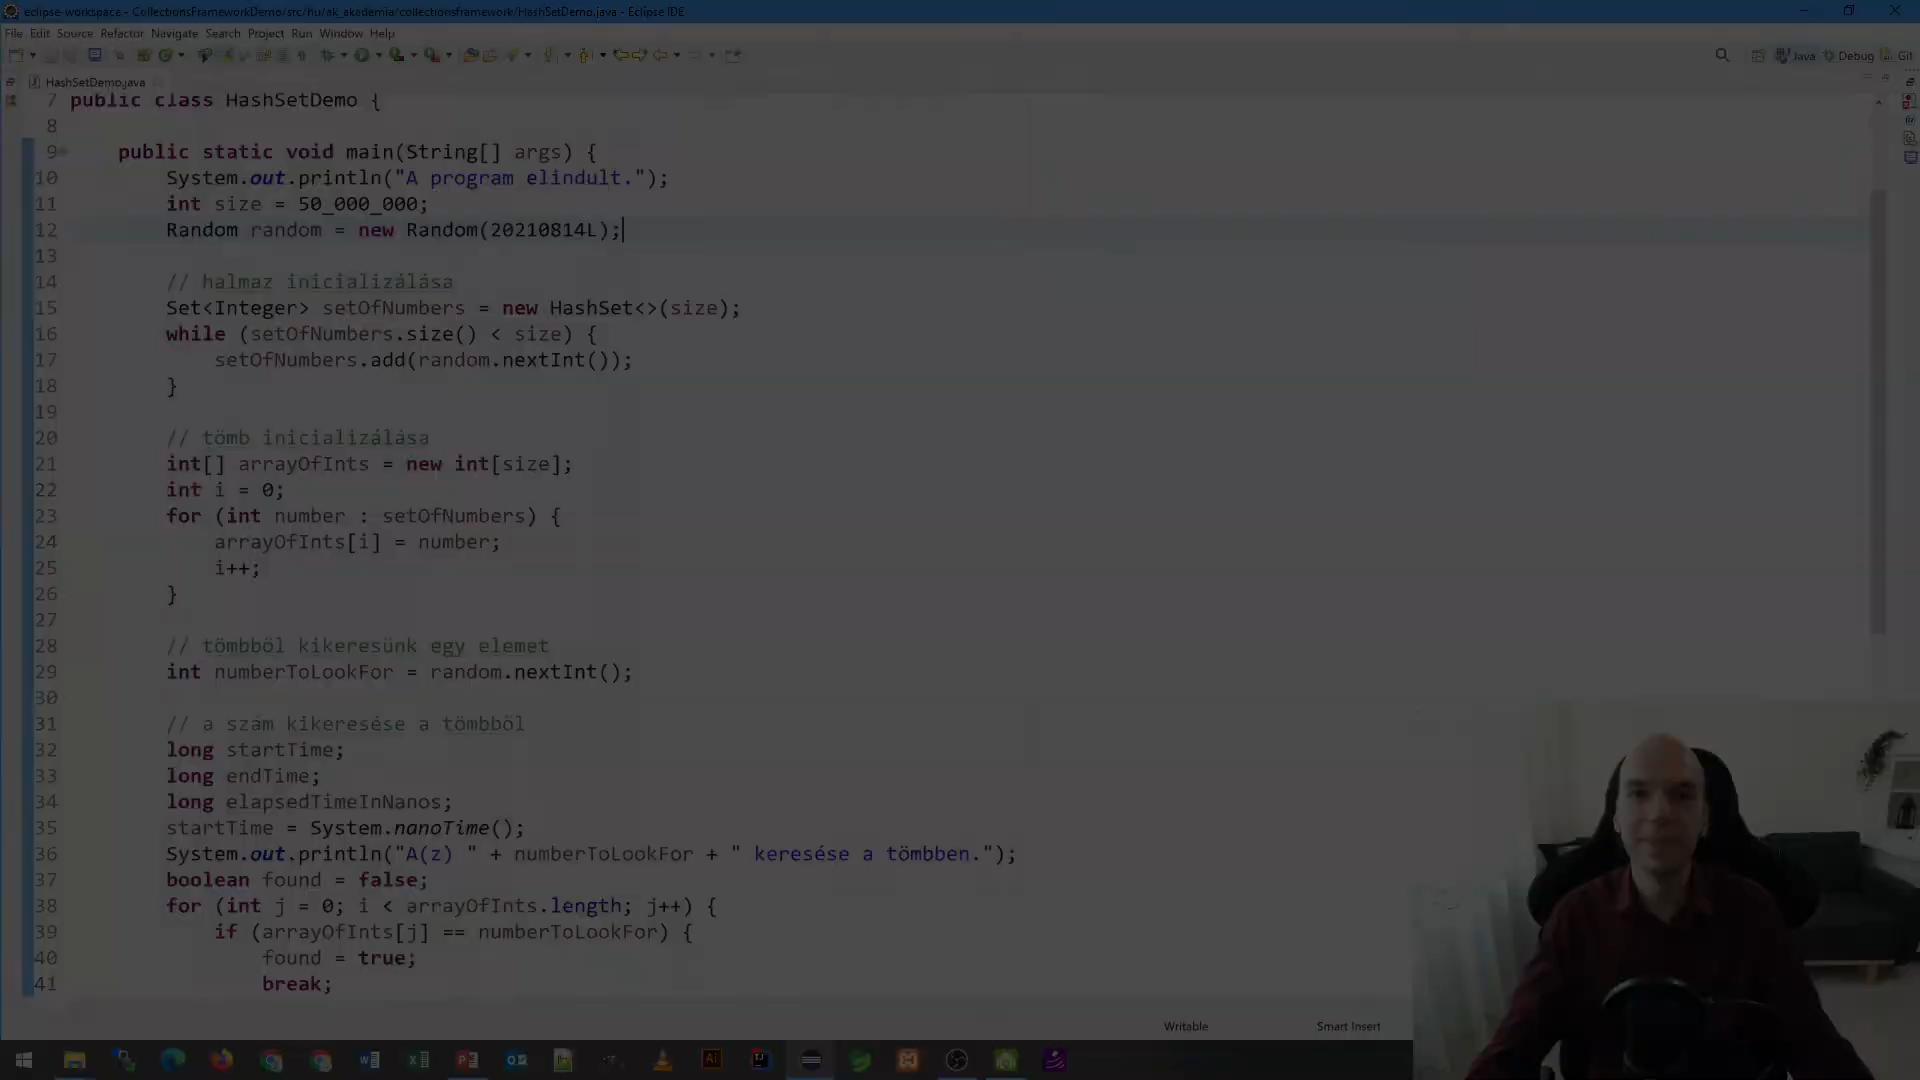 eclipse-workspace - CollectionsFrameworkDemo/src/hu/ak_akademia/collectionsframework/HashSetDemo.java - Eclipse IDE
File Edit Source Refactor Navigate Search Project Run Window Help
Java Debug Git
HashSetDemo.java
7 public class HashSetDemo {
8
9 public static void main(String[] args) {
10 System.out.println("A program elindult.");
11 int size = 50_000_000;
12 Random random = new Random(20210814L);
13
14 // halmaz inicializálása
15 Set<Integer> setOfNumbers = new HashSet<>(size);
16 while (setOfNumbers.size() < size) {
17 setOfNumbers.add(random.nextInt());
18 }
19
20 // tömb inicializálása
21 int[] arrayOfInts = new int[size];
22 int i = 0;
23 for (int number : setOfNumbers) {
24 arrayOfInts[i] = number;
25 i++;
26 }
27
28 // tömbből kikeresünk egy elemet
29 int numberToLookFor = random.nextInt();
30
31 // a szám kikeresése a tömbből
32 long startTime;
33 long endTime;
34 long elapsedTimeInNanos;
35 startTime = System.nanoTime();
36 System.out.println("A(z) " + numberToLookFor + " keresése a tömbben.");
37 boolean found = false;
38 for (int j = 0; i < arrayOfInts.length; j++) {
39 if (arrayOfInts[j] == numberToLookFor) {
40 found = true;
41 break;
Writable Smart Insert